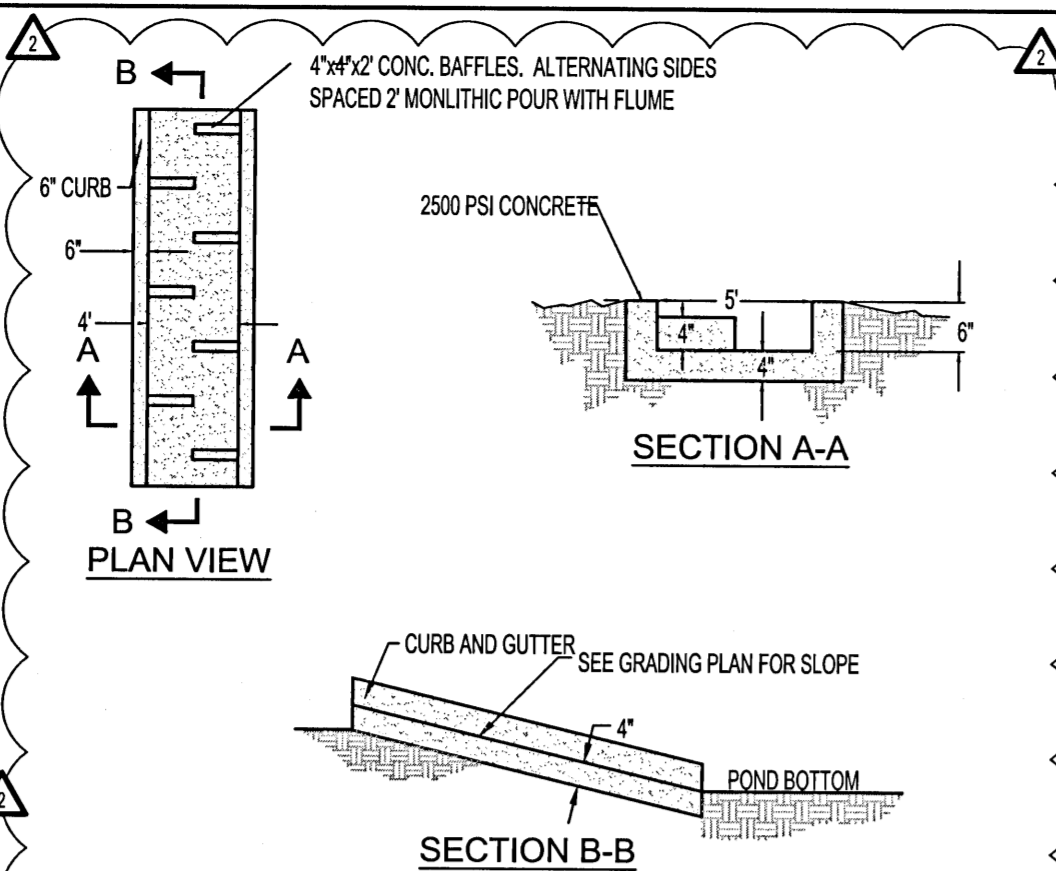 2
2
B
4"x4"x2' CONC. BAFFLES. ALTERNATING SIDES
SPACED 2' MONLITHIC POUR WITH FLUME
6" CURB
2500 PSI CONCRETE
6"
5'
4"
6"
4'
4"
A
A
SECTION A-A
B
PLAN VIEW
CURB AND GUTTER
SEE GRADING PLAN FOR SLOPE
4"
POND BOTTOM
2
SECTION B-B